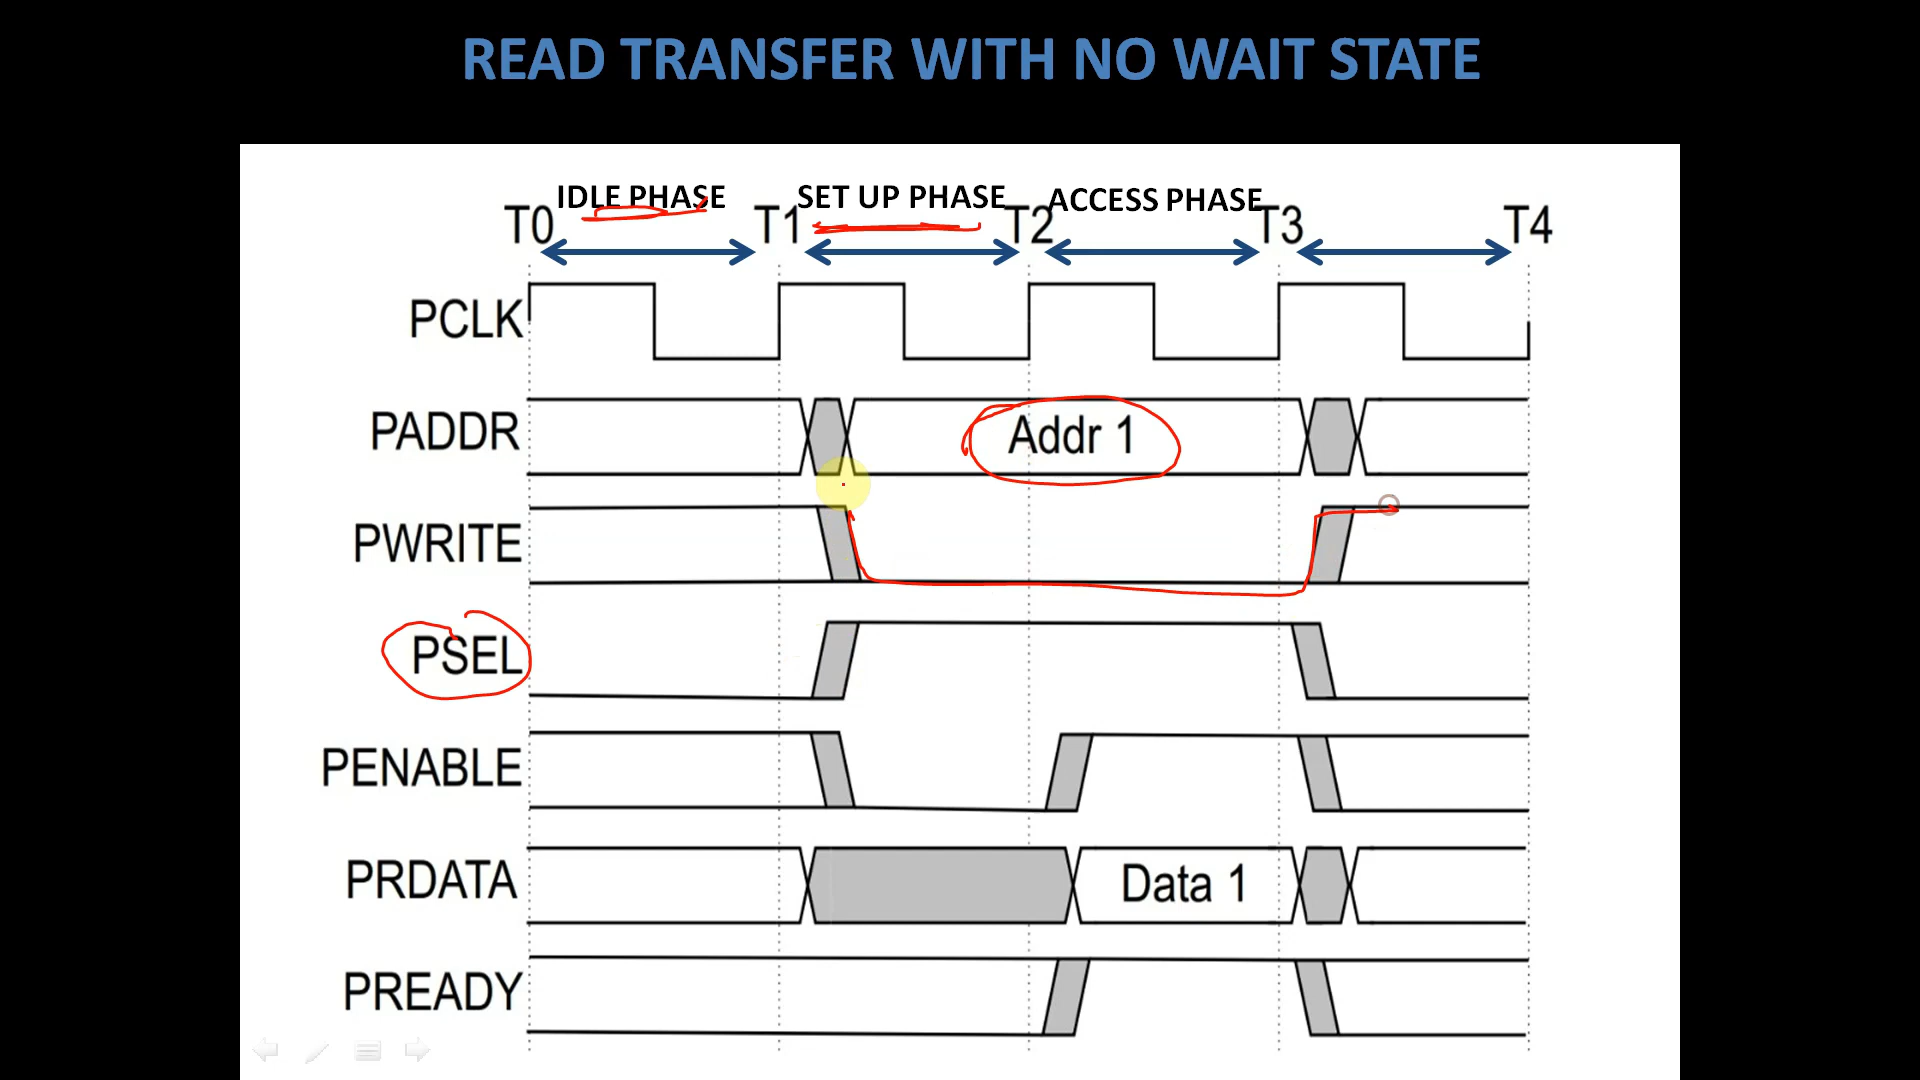 READ TRANSFER WITH NO WAIT STATE
IDLE PHASE SET UP PHASE ACCESS PHASE
T0 T1 T2 T3 T4
PCLK
PADDR Addr 1
PWRITE
PSEL
PENABLE
PRDATA Data 1
PREADY